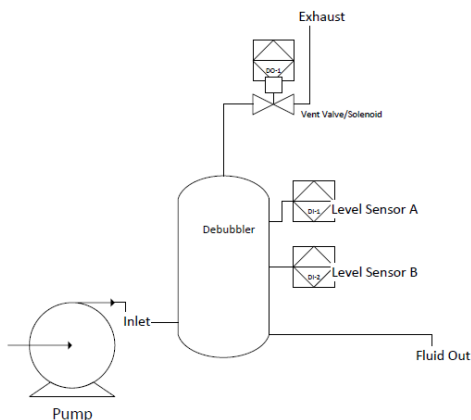 Exhaust
DO-1
Vent Valve/Solenoid
DI-1
Level Sensor A
Debubbler
DI-2
Level Sensor B
Inlet
Fluid Out
Pump